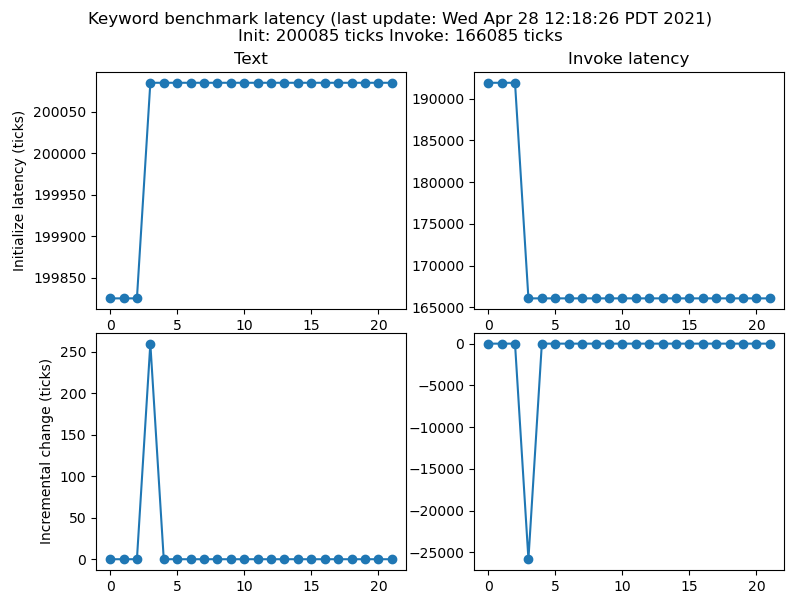 Keyword benchmark latency (last update: Wed Apr 28 12:18:26 PDT 2021)
Init: 200085 ticks Invoke: 166085 ticks
Text
Initialize latency (ticks)
200050
200000
199950
199900
199850
0 5 10 15 20
Invoke latency
190000
185000
180000
175000
170000
165000
0 5 10 15 20
Incremental change (ticks)
250
200
150
100
50
0
0 5 10 15 20
0
−5000
−10000
−15000
−20000
−25000
0 5 10 15 20